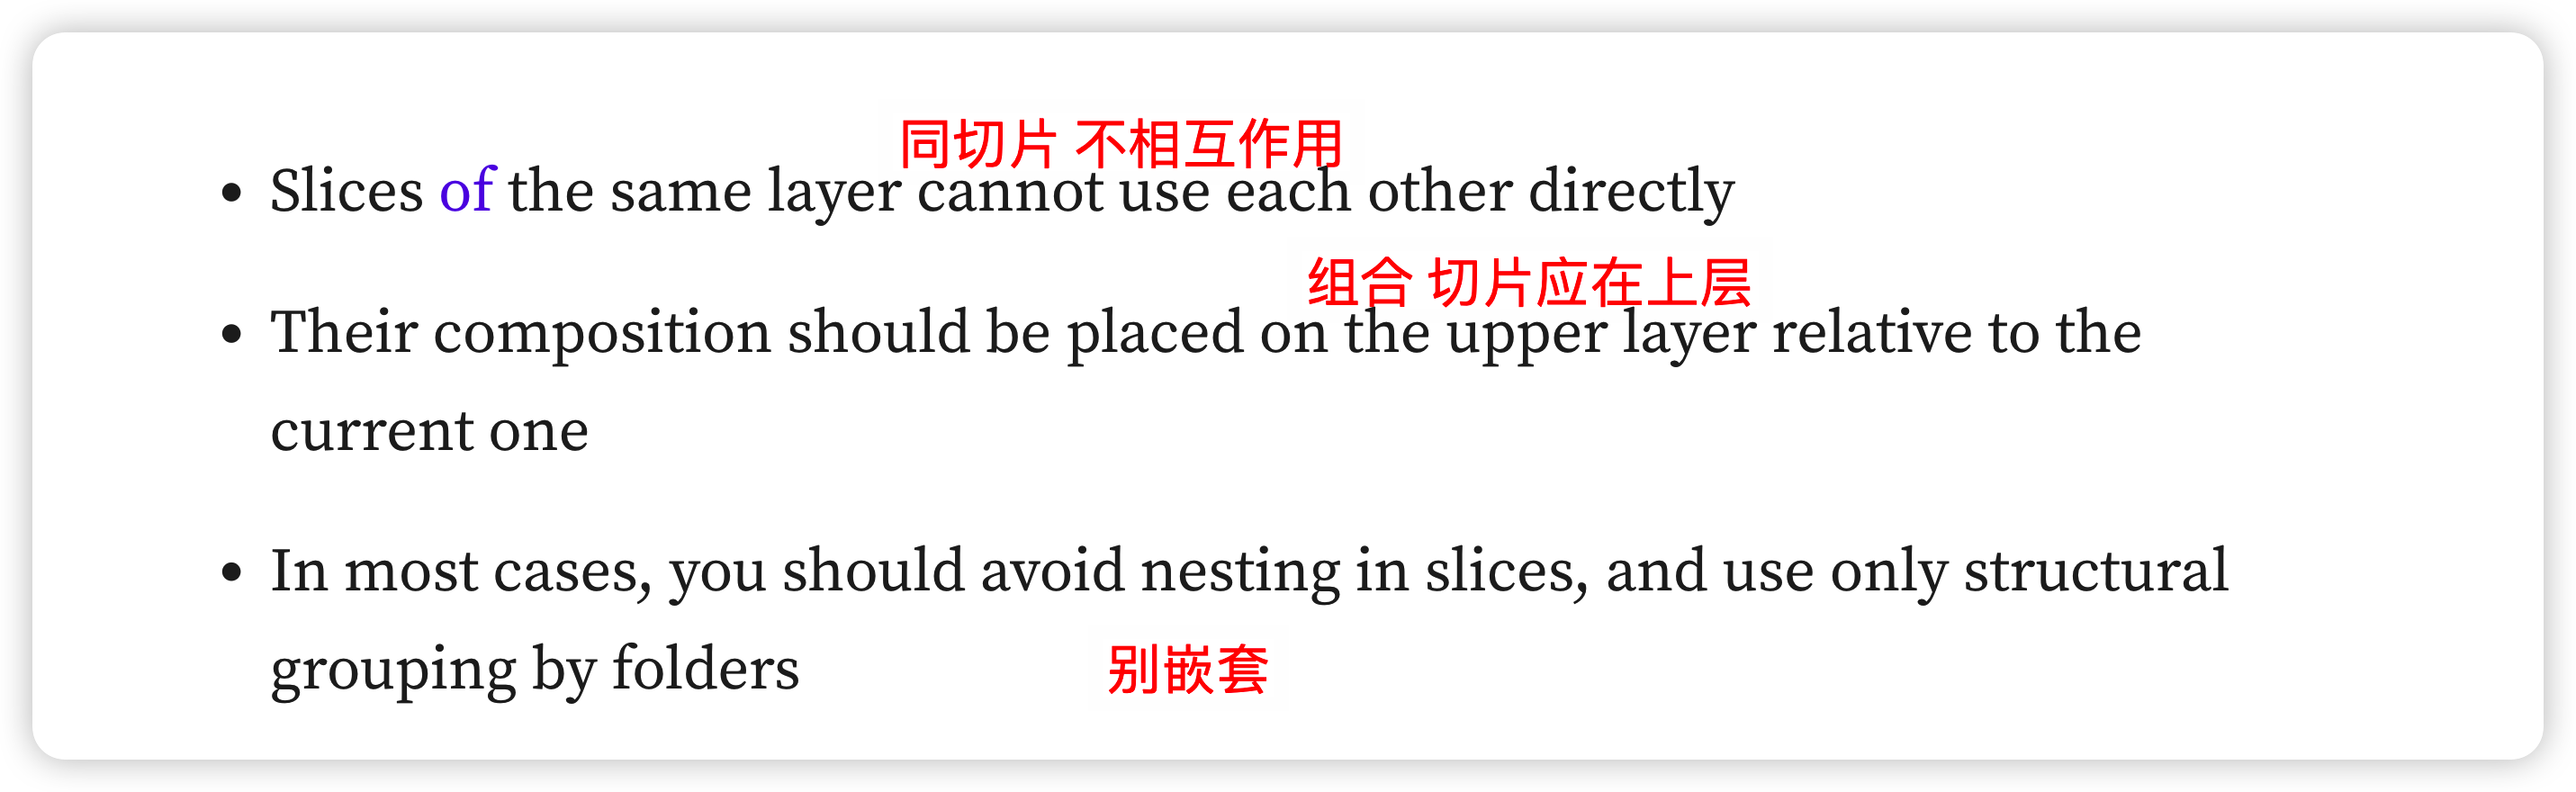 同切片 不相互作用
• Slices of the same layer cannot use each other directly
组合 切片应在上层
• Their composition should be placed on the upper layer relative to the
current one
• In most cases, you should avoid nesting in slices, and use only structural
grouping by folders
别嵌套